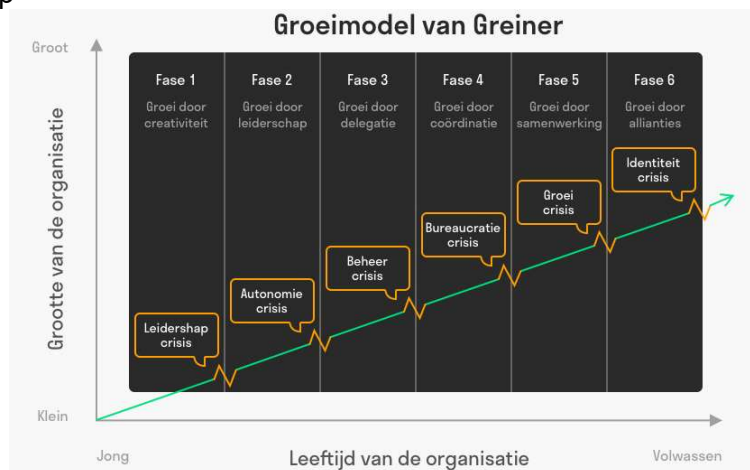 p
Groeimodel van Greiner
Groot
Fase 1
Groei door
creativiteit
Fase 2
Groei door
leiderschap
Fase 3
Groei door
delegatie
Fase 4
Groei door
coördinatie
Fase 5
Groei door
samenwerking
Fase 6
Groei door
allianties
Identiteit
crisis
Groei
crisis
Bureaucratie
crisis
Beheer
crisis
Autonomie
crisis
Leidershap
crisis
Grootte van de organisatie
Klein
Jong
Leeftijd van de organisatie
Volwassen